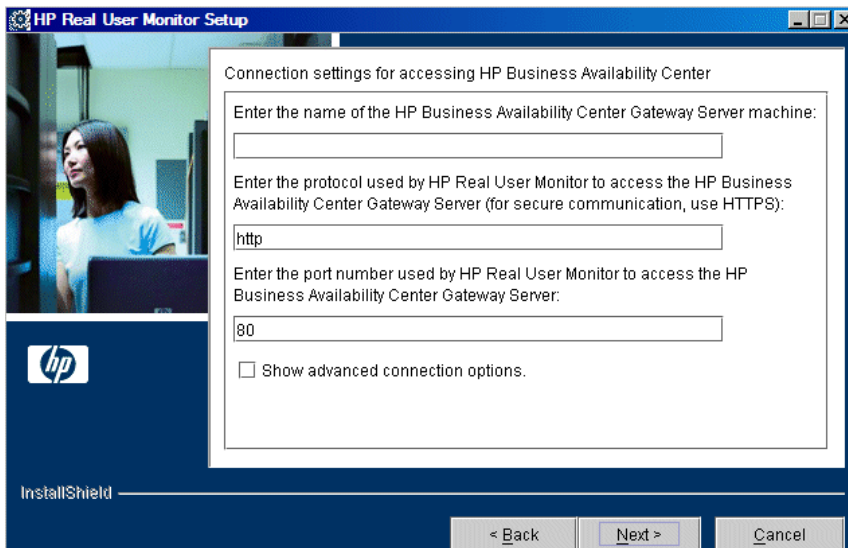 HP Real User Monitor Setup
Connection settings for accessing HP Business Availability Center
Enter the name of the HP Business Availability Center Gateway Server machine:
Enter the protocol used by HP Real User Monitor to access the HP Business
Availability Center Gateway Server (for secure communication, use HTTPS):
http
Enter the port number used by HP Real User Monitor to access the HP
Business Availability Center Gateway Server:
80
Show advanced connection options.
hp
InstallShield
< Back
Next >
Cancel